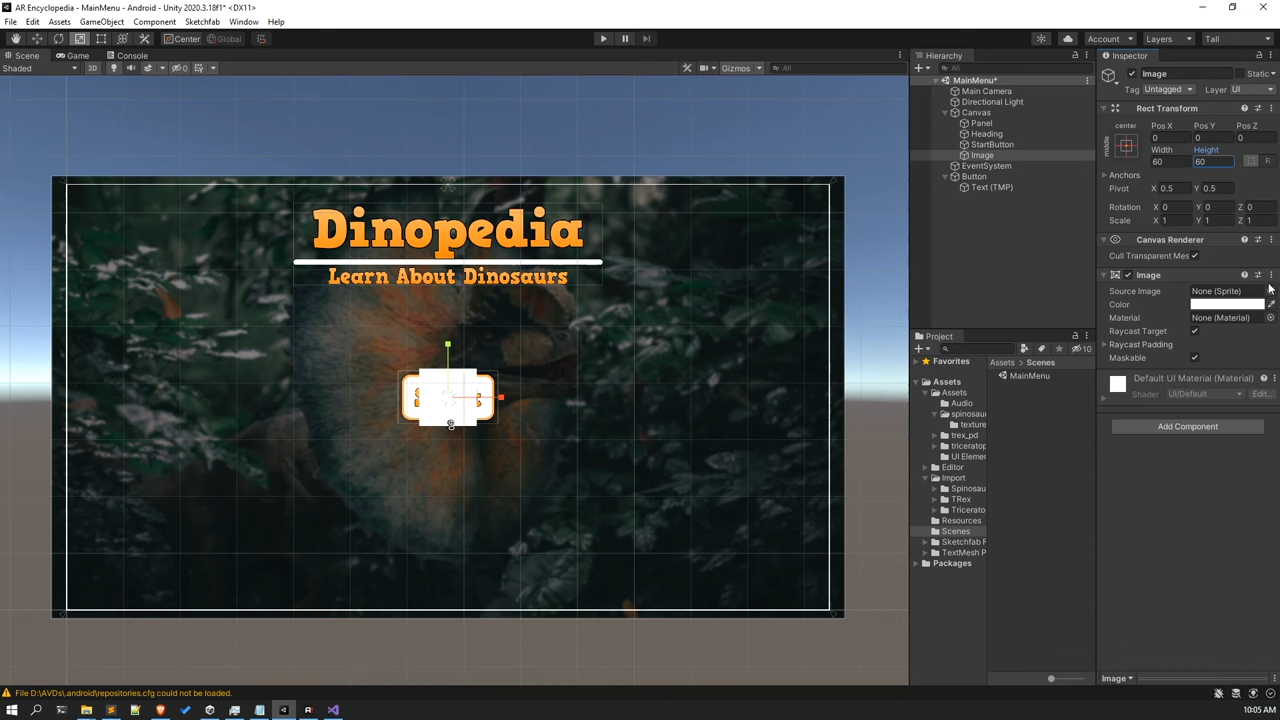 AR Encyclopedia - MainMenu - Android - Unity 2020.3.18f1* <DX11>
File Edit Assets GameObject Component Sketchfab Window Help
Center Global Account Layers Tall
Scene Game Console
Shaded 2D 0 Gizmos All
Dinopedia
Learn About Dinosaurs
Hierarchy
All
MainMenu*
Main Camera
Directional Light
Canvas
Panel
Heading
StartButton
Image
EventSystem
Button
Text (TMP)
Project
10
Favorites
Assets
Assets
Audio
spinosau
texture
trex_pd
triceratop
UI Elemen
Editor
Import
Spinosau
TRex
Tricerato
Resources
Scenes
Sketchfab F
TextMesh P
Packages
Assets > Scenes
MainMenu
Inspector
Image Static
Tag Untagged Layer UI
Rect Transform
center
middle
Pos X Pos Y Pos Z
0 0 0
Width Height
60 60 R
Anchors
Pivot X 0.5 Y 0.5
Rotation X 0 Y 0 Z 0
Scale X 1 Y 1 Z 1
Canvas Renderer
Cull Transparent Mes
Image
Source Image None (Sprite)
Color
Material None (Material)
Raycast Target
Raycast Padding
Maskable
Default UI Material (Material)
Shader UI/Default Edit...
Add Component
Image
File D:\AVDs\.android\repositories.cfg could not be loaded.
10:05 AM